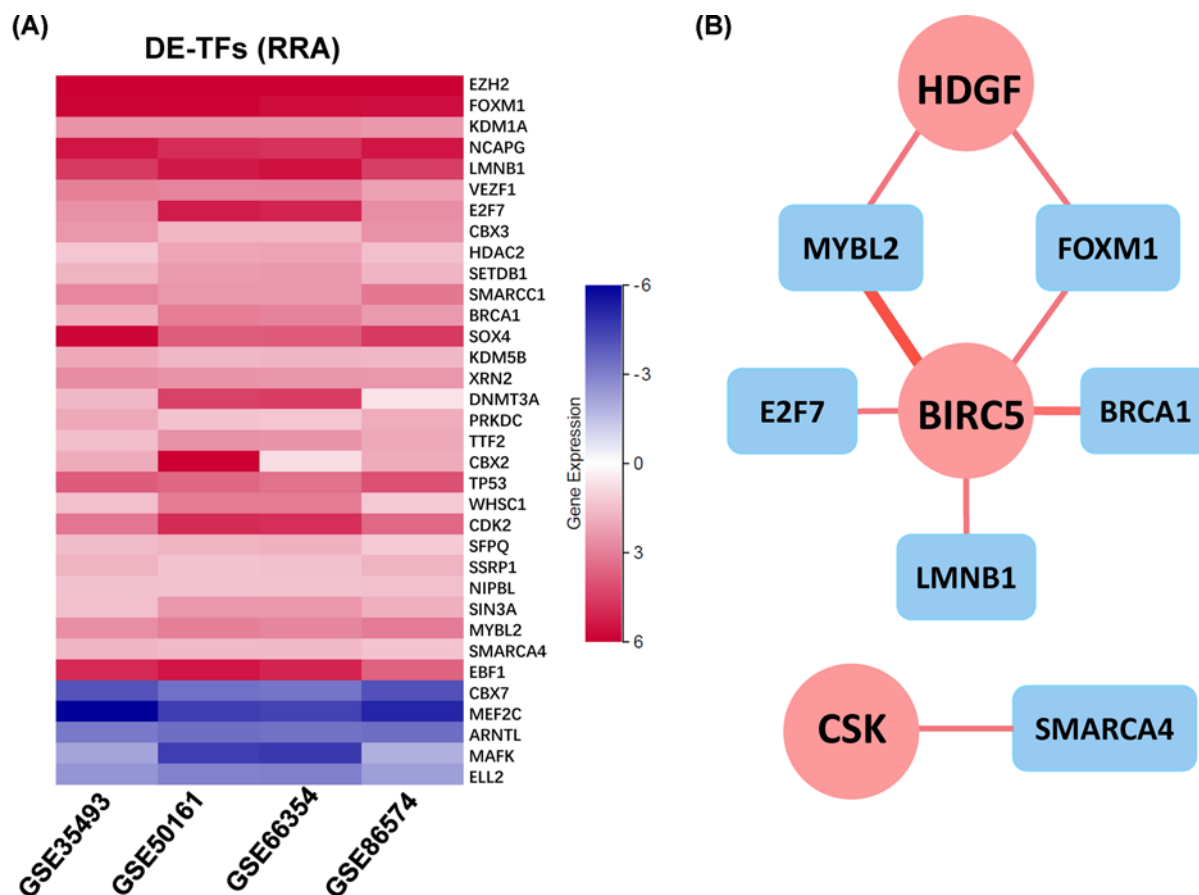 (A)
DE-TFs (RRA)
EZH2
FOXM1
KDM1A
NCAPG
LMNB1
VEZF1
E2F7
CBX3
HDAC2
SETDB1
SMARCC1
BRCA1
SOX4
KDM5B
XRN2
DNMT3A
PRKDC
TTF2
CBX2
TP53
WHSC1
CDK2
SFPQ
SSRP1
NIPBL
SIN3A
MYBL2
SMARCA4
EBF1
CBX7
MEF2C
ARNTL
MAFK
ELL2
GSE35493
GSE50161
GSE66354
GSE86574
Gene Expression
-6
-3
0
3
6
(B)
HDGF
MYBL2
FOXM1
E2F7
BIRC5
BRCA1
LMNB1
CSK
SMARCA4